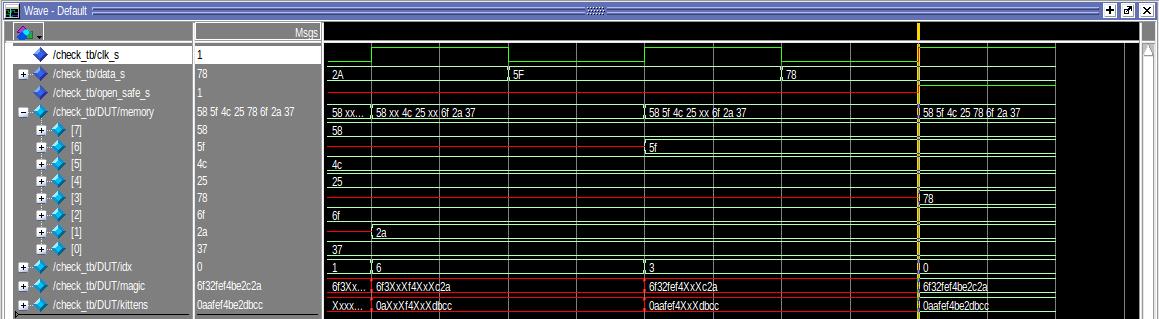 Wave - Default
Msgs
/check_tb/clk_s 1
/check_tb/data_s 78 2A 5F 78
/check_tb/open_safe_s 1
/check_tb/DUT/memory 58 5f 4c 25 78 6f 2a 37 58 xx... 58 xx 4c 25 xx 6f 2a 37 58 5f 4c 25 xx 6f 2a 37 58 5f 4c 25 78 6f 2a 37
[7] 58 58
[6] 5f 5f
[5] 4c 4c
[4] 25 25
[3] 78 78
[2] 6f 6f
[1] 2a 2a
[0] 37 37
/check_tb/DUT/idx 0 1 6 3 0
/check_tb/DUT/magic 6f32fef4be2c2a 6f3Xx... 6f3XxXf4XxXc2a 6f32fef4XxXc2a 6f32fef4be2c2a
/check_tb/DUT/kittens 0aafef4be2dbcc Xxxx... 0aXxXf4XxXdbcc 0aafef4XxXdbcc 0aafef4be2dbcc